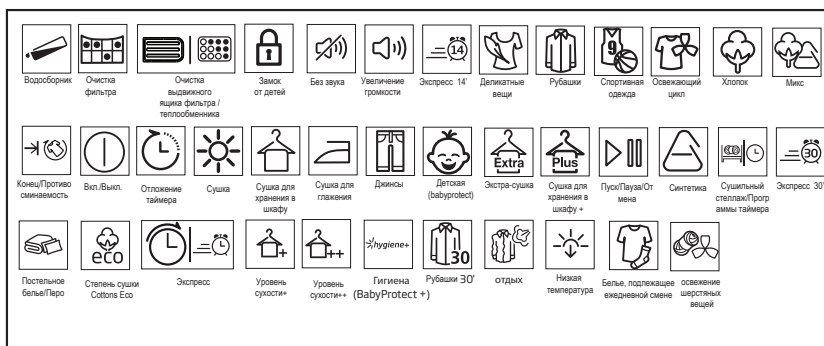 14
9
Водосборник
Очистка
фильтра
Очистка
выдвижного
ящика фильтра /
теплообменника
Замок
от детей
Без звука
Увеличение
громкости
Экспресс 14'
Деликатные
вещи
Рубашки
Спортивная
одежда
Освежающий
цикл
Хлопок
Микс
Extra
Plus
30
Конец/Противо
сминаемость
Вкл./Выкл.
Отложение
таймера
Сушка
Сушка для
хранения в
шкафу
Сушка для
глажения
Джинсы
Детская
(babyprotect)
Экстра-сушка
Сушка для
хранения в
шкафу +
Пуск/Пауза/От
мена
Синтетика
Сушильный
стеллаж/Прогр
аммы таймера
Экспресс 30'
eco
+
++
hygiene+
30
Постельное
белье/Перо
Степень сушки
Cottons Eco
Экспресс
Уровень
сухости+
Уровень
сухости++
Гигиена
(BabyProtect +)
Рубашки 30'
отдых
Низкая
температура
Белье, подлежащее
ежедневной смене
освежение
шерстяных
вещей